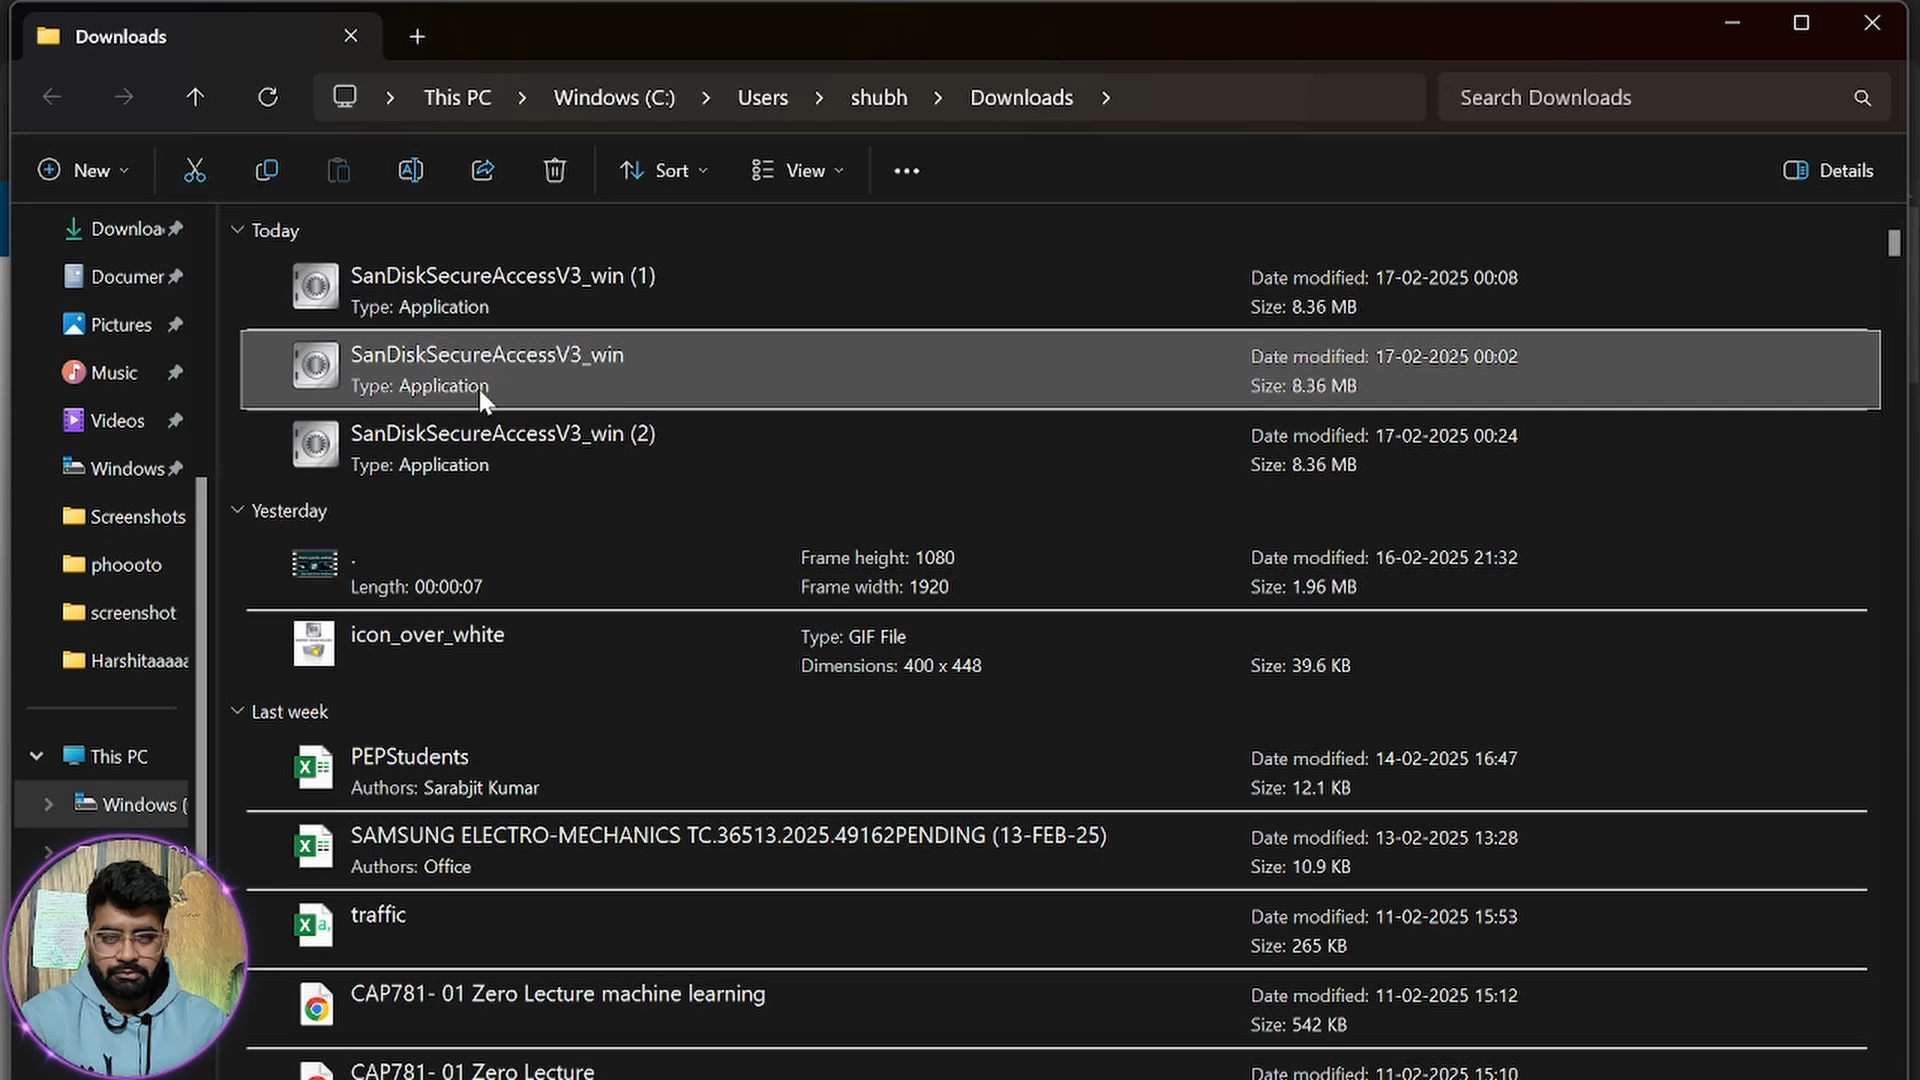 Downloads
This PC
Windows (C:)
Users
shubh
Downloads
Search Downloads
New
Sort
View
Details
Downloa
Documer
Pictures
Music
Videos
Windows
Screenshots
phoooto
screenshot
Harshitaaaaa
This PC
Windows (
Today
SanDiskSecureAccessV3_win (1)
Type: Application
Date modified: 17-02-2025 00:08
Size: 8.36 MB
SanDiskSecureAccessV3_win
Type: Application
Date modified: 17-02-2025 00:02
Size: 8.36 MB
SanDiskSecureAccessV3_win (2)
Type: Application
Date modified: 17-02-2025 00:24
Size: 8.36 MB
Yesterday
.
Length: 00:00:07
Frame height: 1080
Frame width: 1920
Date modified: 16-02-2025 21:32
Size: 1.96 MB
icon_over_white
Type: GIF File
Dimensions: 400 x 448
Size: 39.6 KB
Last week
PEPStudents
Authors: Sarabjit Kumar
Date modified: 14-02-2025 16:47
Size: 12.1 KB
SAMSUNG ELECTRO-MECHANICS TC.36513.2025.49162PENDING (13-FEB-25)
Authors: Office
Date modified: 13-02-2025 13:28
Size: 10.9 KB
traffic
Date modified: 11-02-2025 15:53
Size: 265 KB
CAP781- 01 Zero Lecture machine learning
Date modified: 11-02-2025 15:12
Size: 542 KB
CAP781- 01 Zero Lecture
Date modified: 11-02-2025 15:10